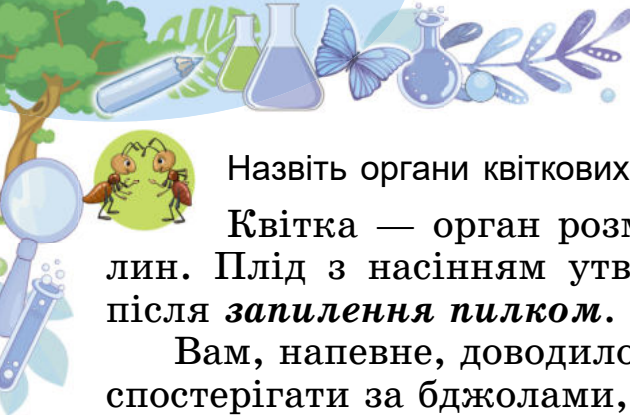 Назвіть органи квіткових
Квітка — орган розм
лин. Плід з насінням утв
після запилення пилком.
Вам, напевне, доводило
спостерігати за бджолами,